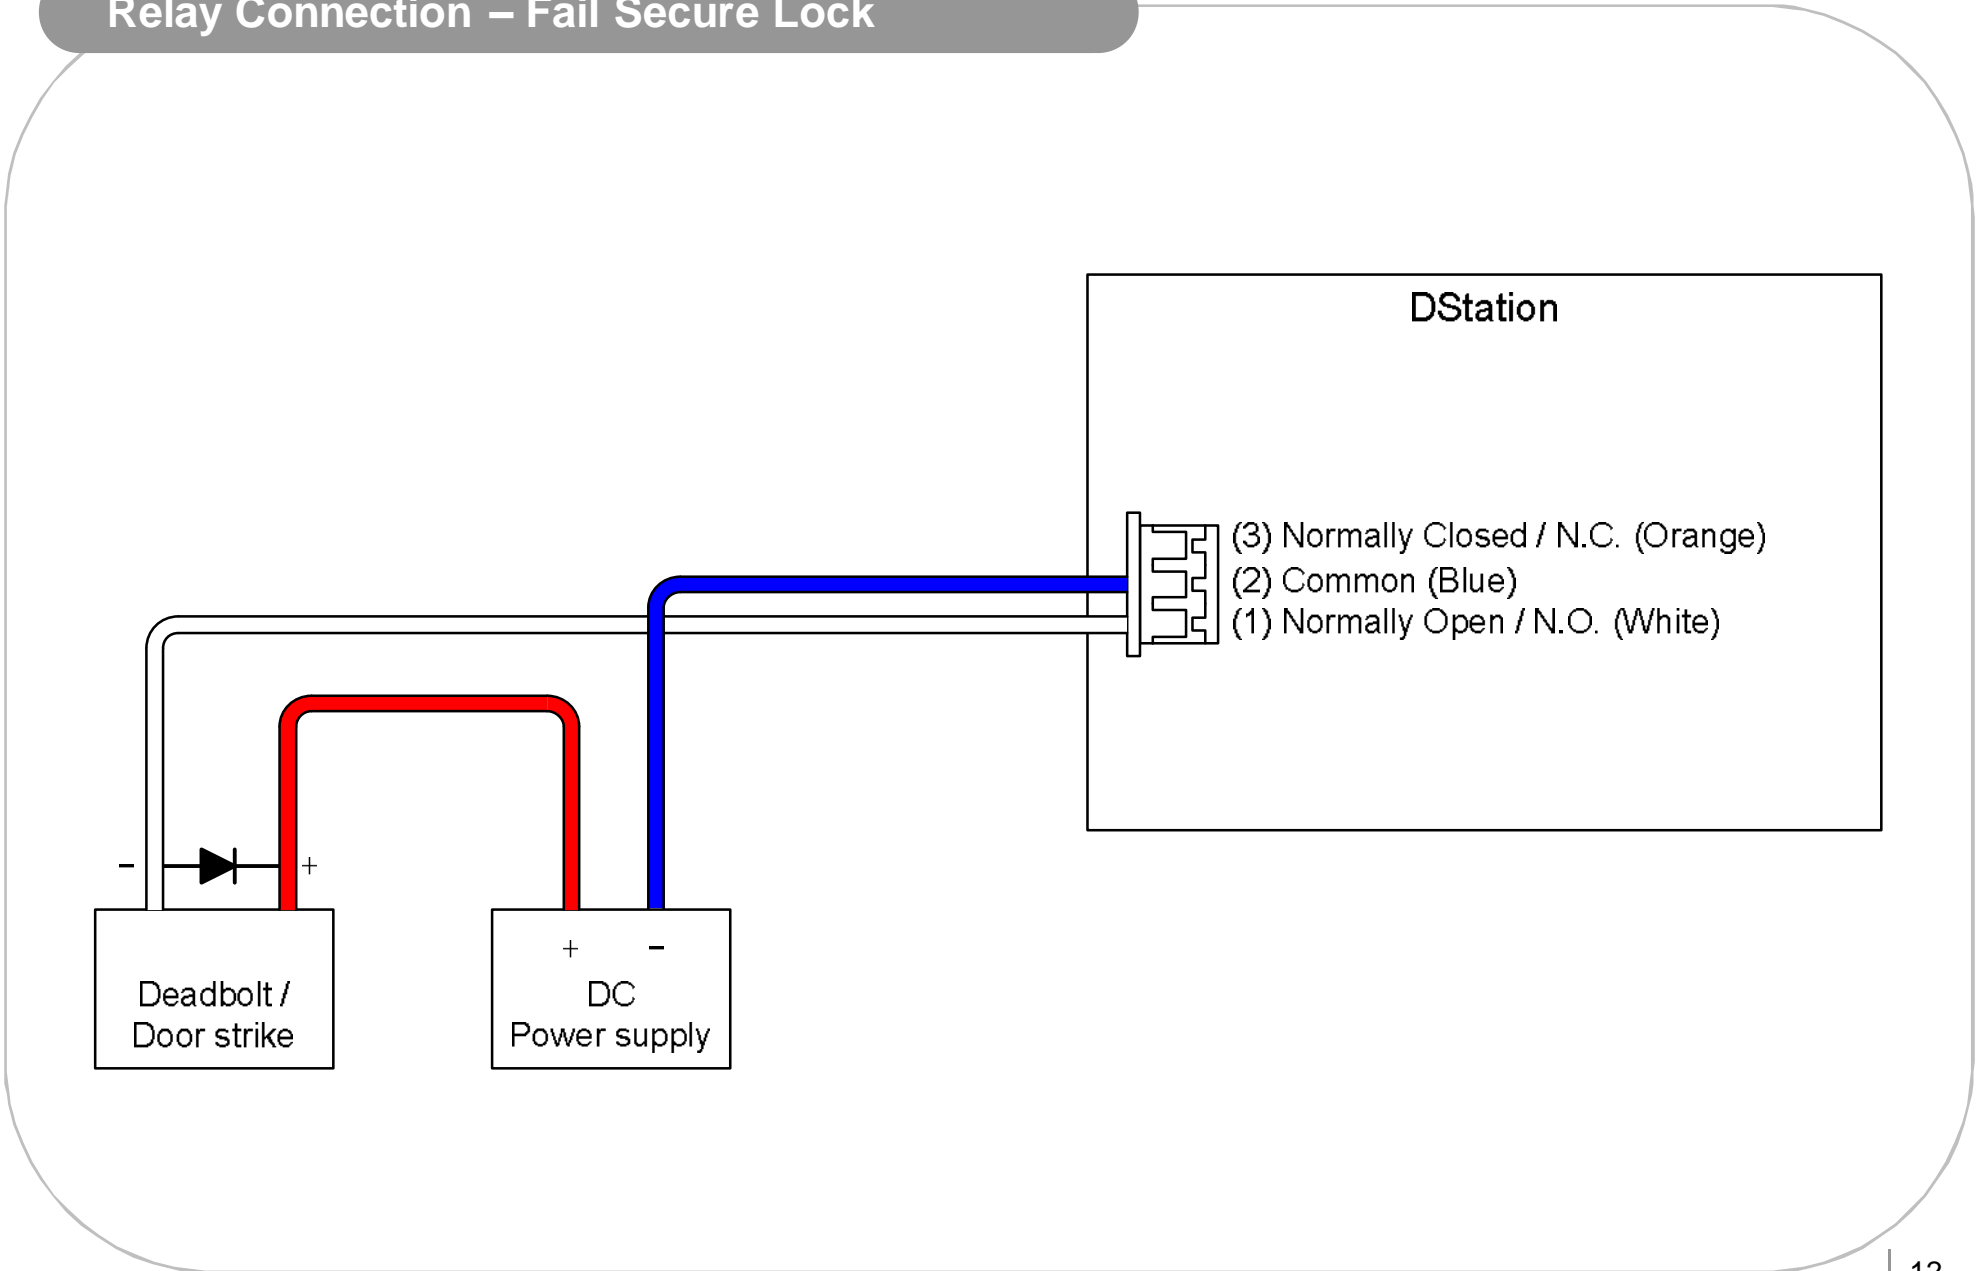 Relay Connection – Fail Secure Lock
DStation
(3) Normally Closed / N.C. (Orange)
(2) Common (Blue)
(1) Normally Open / N.O. (White)
- +
+ -
Deadbolt /
Door strike
DC
Power supply
12